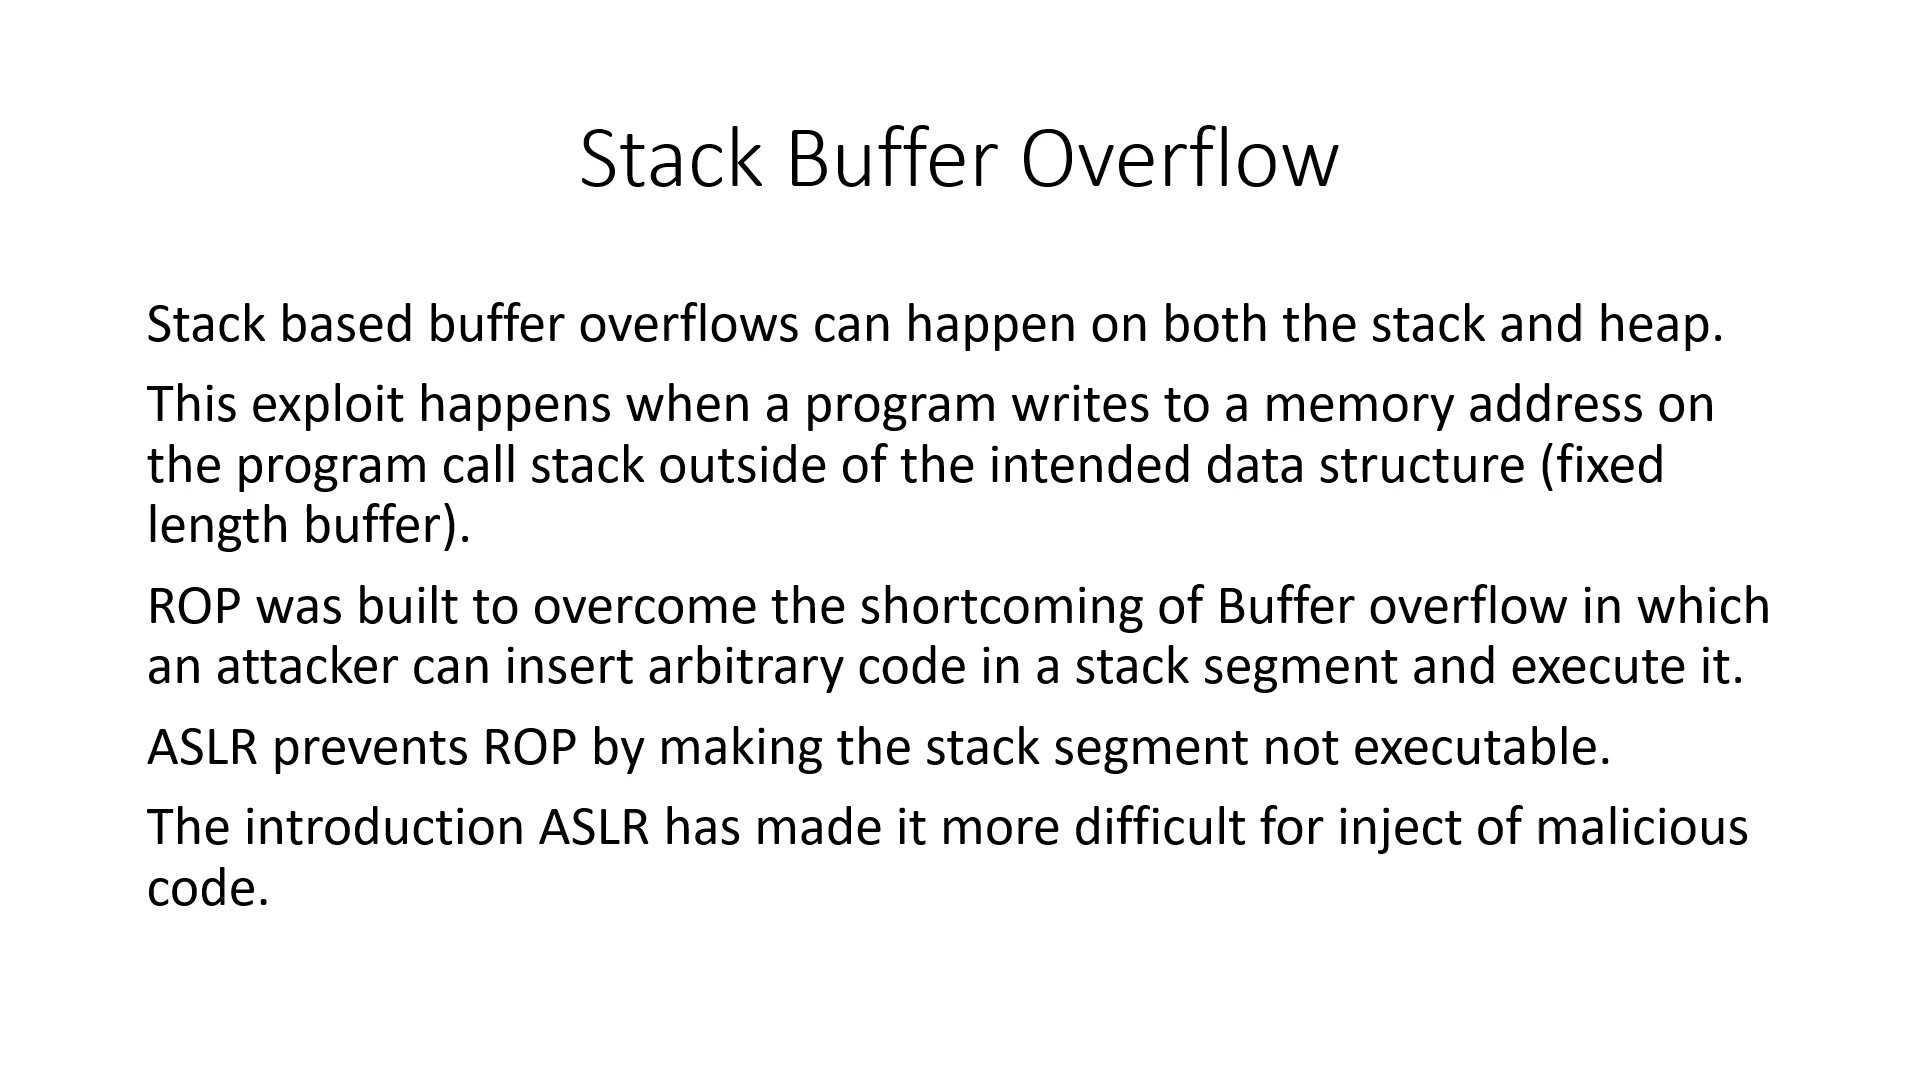 Stack Buffer Overflow
Stack based buffer overflows can happen on both the stack and heap.
This exploit happens when a program writes to a memory address on
the program call stack outside of the intended data structure (fixed
length buffer).
ROP was built to overcome the shortcoming of Buffer overflow in which
an attacker can insert arbitrary code in a stack segment and execute it.
ASLR prevents ROP by making the stack segment not executable.
The introduction ASLR has made it more difficult for inject of malicious
code.